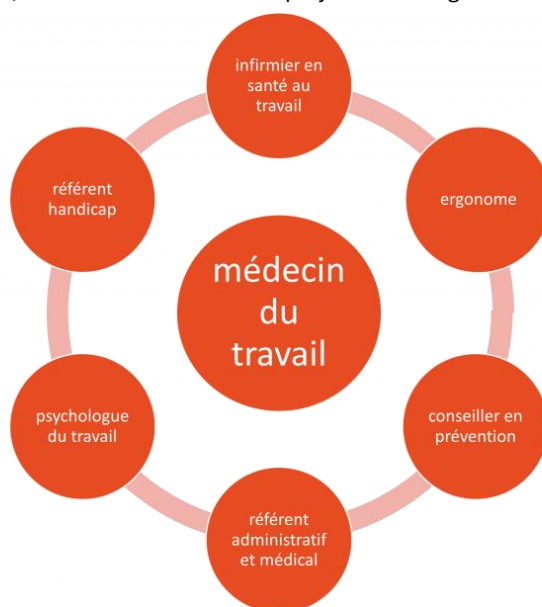 infirmier en
santé au
travail
ergonome
conseiller en
prévention
référent
administratif
et médical
psychologue
du travail
référent
handicap
médecin
du
travail